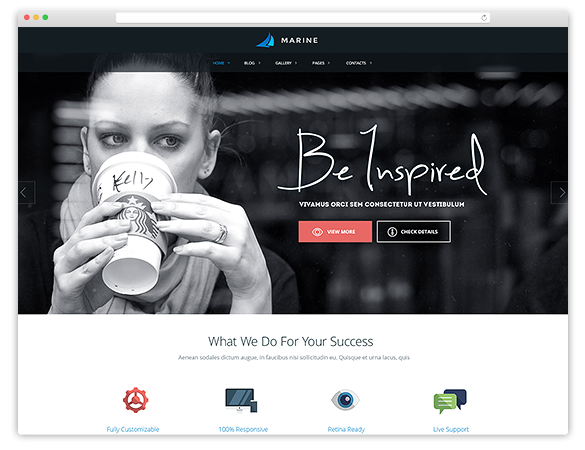 MARINE
HOME BLOG GALLERY PAGES CONTACTS
Kelly
Be Inspired
VIVAMUS ORCI SEM CONSECTETUR UT VESTIBULUM
VIEW MORE CHECK DETAILS
What We Do For Your Success
Aenean sodales dictum augue, in faucibus nisi sollicitudin eu. Quisque et urna lacus, quis
Fully Customizable 100% Responsive Retina Ready Live Support